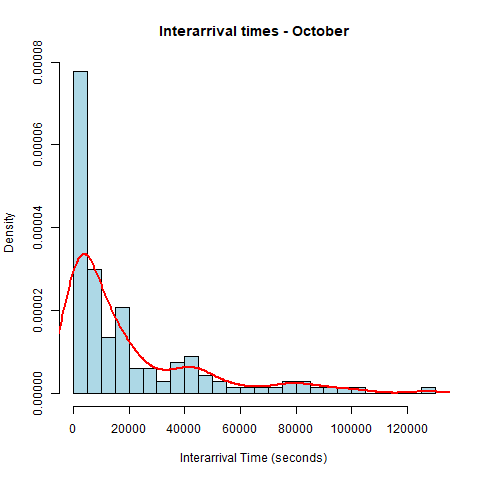 Interarrival times - October
Density
0.00008
0.00006
0.00004
0.00002
0.00000
0 20000 40000 60000 80000 100000 120000
Interarrival Time (seconds)